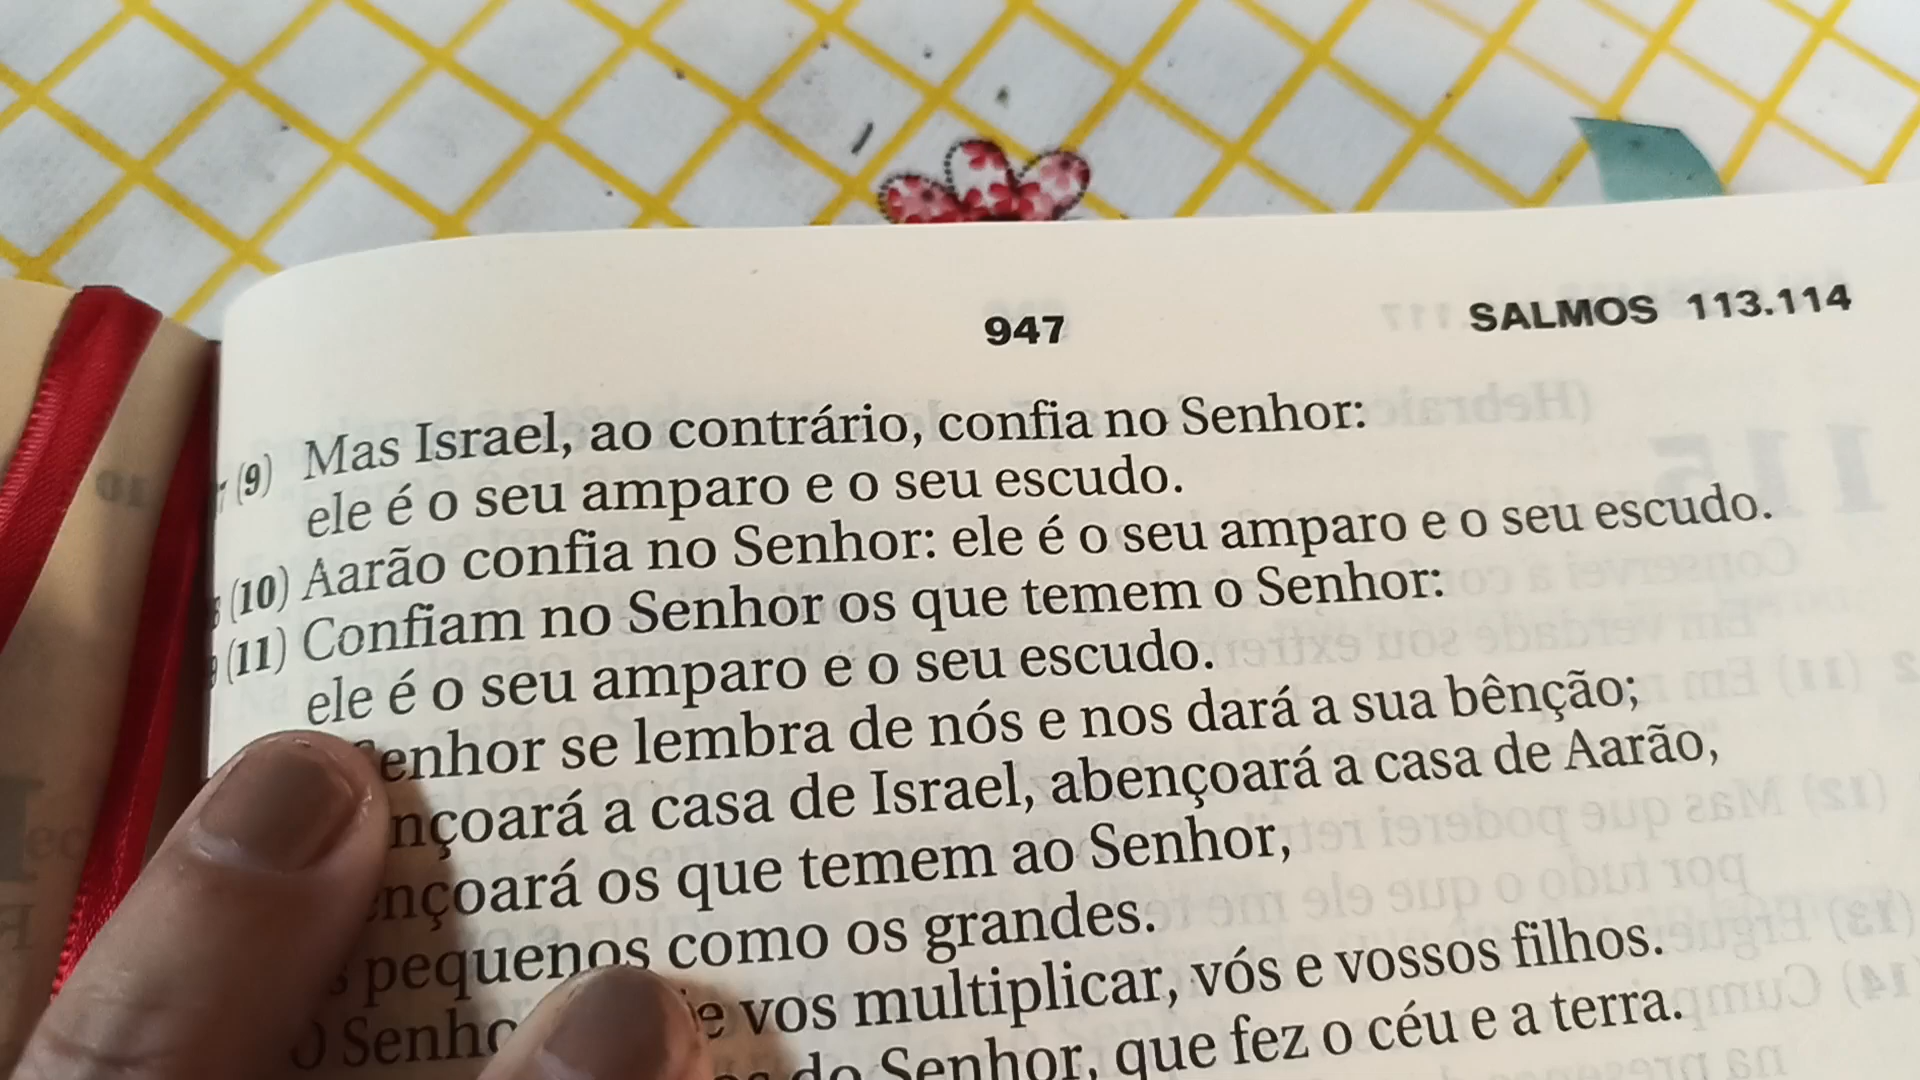 947
SALMOS 113.114
(9) Mas Israel, ao contrário, confia no Senhor:
ele é o seu amparo e o seu escudo.
(10) Aarão confia no Senhor: ele é o seu amparo e o seu escudo.
(11) Confiam no Senhor os que temem o Senhor:
ele é o seu amparo e o seu escudo.
enhor se lembra de nós e nos dará a sua bênção;
nçoará a casa de Israel, abençoará a casa de Aarão,
nçoará os que temem ao Senhor,
s pequenos como os grandes.
O Senho e vos multiplicar, vós e vossos filhos.
do Senhor, que fez o céu e a terra.